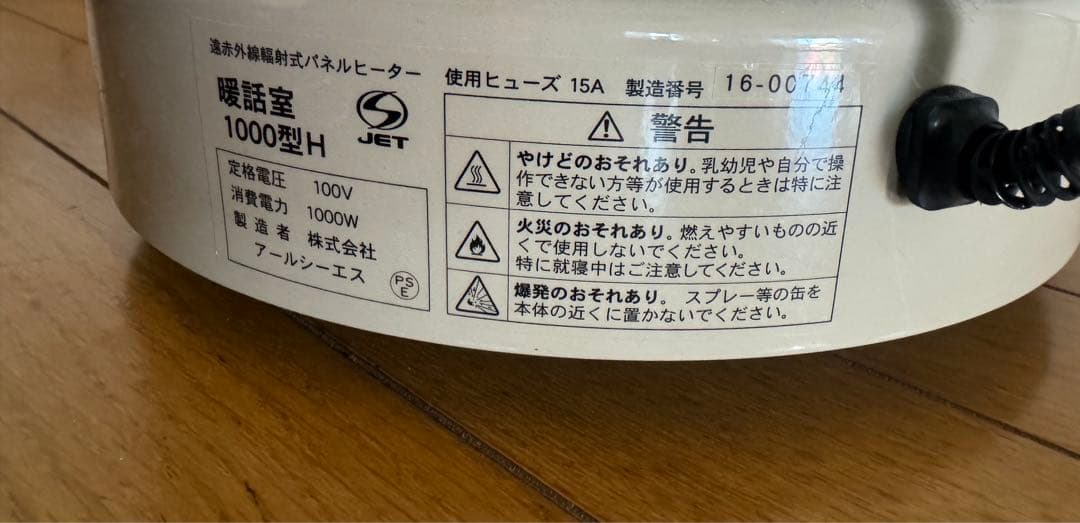 遠赤外線輻射式パネルヒーター
暖話室
1000型H
JET
定格電圧 100V
消費電力 1000W
製造者 株式会社
アールシーエス
PS
E
使用ヒューズ 15A 製造番号 16-00744
警告
やけどのおそれあり。乳幼児や自分で操
作できない方等が使用するときは特に注
意してください。
火災のおそれあり。燃えやすいものの近
くで使用しないでください。
特に就寝中はご注意してください。
爆発のおそれあり。 スプレー等の缶を
本体の近くに置かないでください。